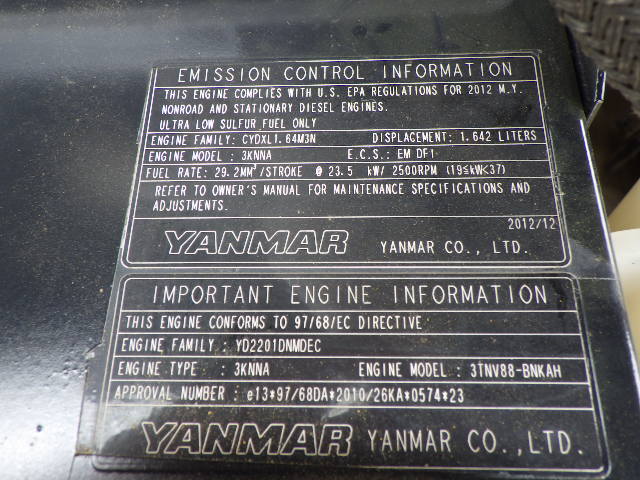 EMISSION CONTROL INFORMATION
THIS ENGINE COMPLIES WITH U.S. EPA REGULATIONS FOR 2012 M.Y.
NONROAD AND STATIONARY DIESEL ENGINES.
ULTRA LOW SULFUR FUEL ONLY
ENGINE FAMILY: CYDXL1.64M3N DISPLACEMENT: 1.642 LITERS
ENGINE MODEL : 3KNNA E.C.S.: EM DFI
FUEL RATE: 29.2MM³/STROKE @ 23.5 kW/ 2500RPM (19≦kW<37)
REFER TO OWNER'S MANUAL FOR MAINTENANCE SPECIFICATIONS AND
ADJUSTMENTS.
2012/12
YANMAR YANMAR CO., LTD.
IMPORTANT ENGINE INFORMATION
THIS ENGINE CONFORMS TO 97/68/EC DIRECTIVE
ENGINE FAMILY : YD2201DNMDEC
ENGINE TYPE : 3KNNA ENGINE MODEL : 3TNV88-BNKAH
APPROVAL NUMBER : e13*97/68DA*2010/26KA*0574*23
YANMAR YANMAR CO., LTD.